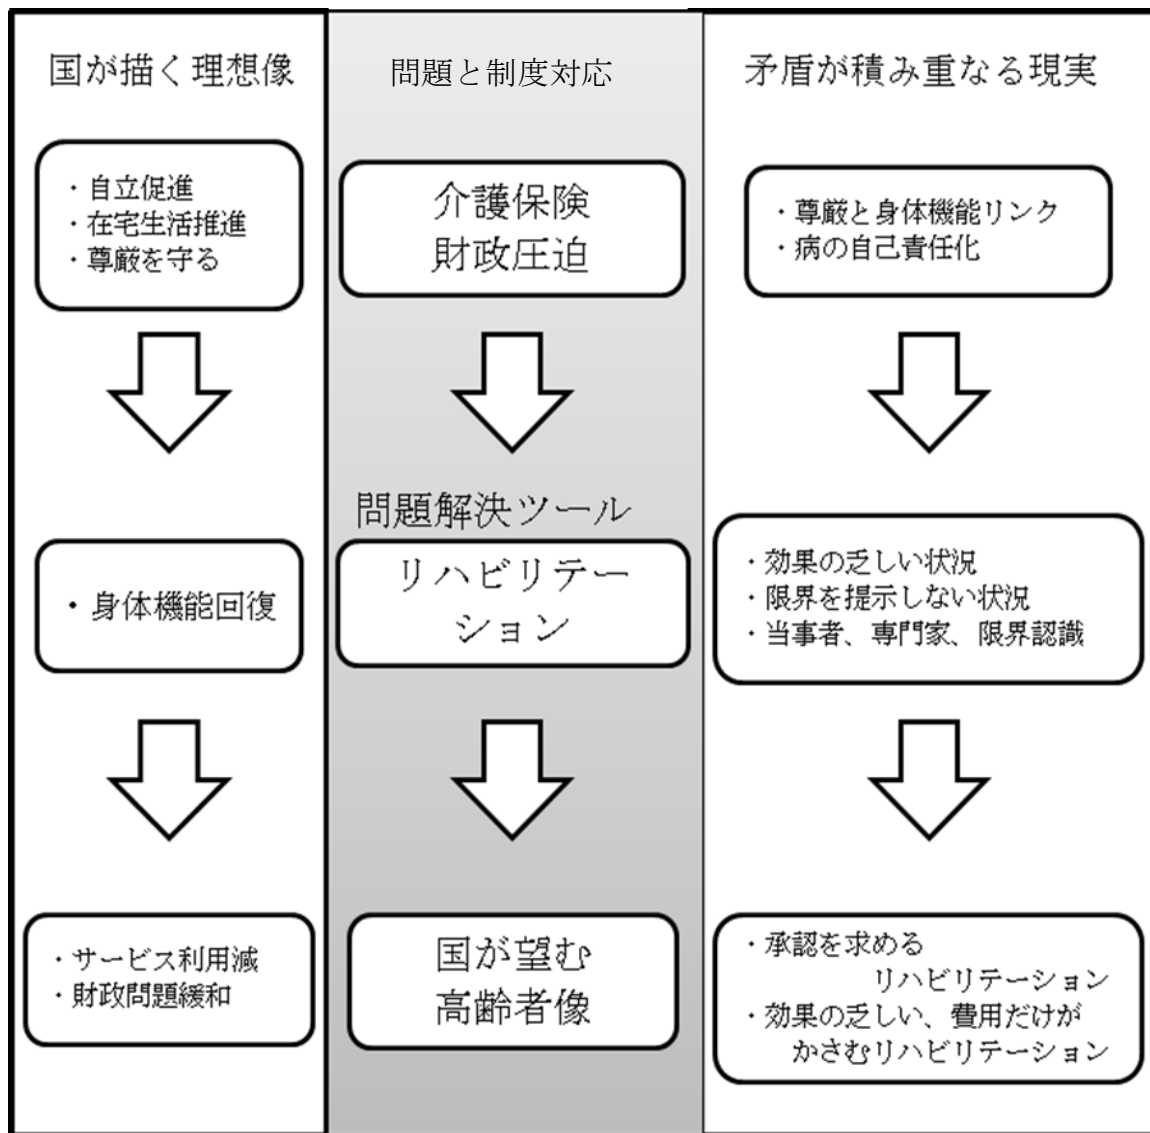 国が描く理想像
・自立促進
・在宅生活推進
・尊厳を守る
・身体機能回復
・サービス利用減
・財政問題緩和
問題と制度対応
介護保険
財政圧迫
問題解決ツール
リハビリテー
ション
国が望む
高齢者像
矛盾が積み重なる現実
・尊厳と身体機能リンク
・病の自己責任化
・効果の乏しい状況
・限界を提示しない状況
・当事者、専門家、限界認識
・承認を求める
リハビリテーション
・効果の乏しい、費用だけが
かさむリハビリテーション